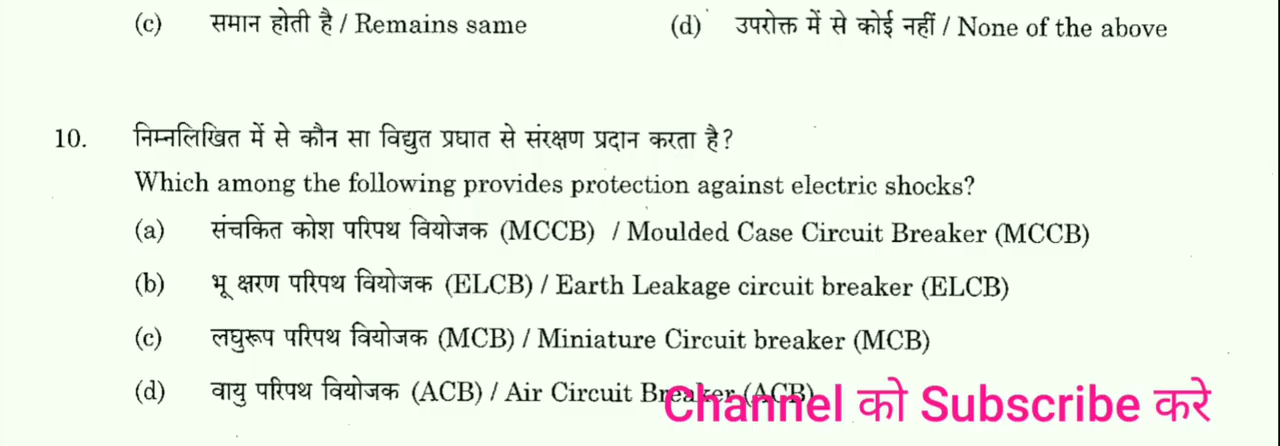 (c) समान होती है / Remains same (d) उपरोक्त में से कोई नहीं / None of the above
10. निम्नलिखित में से कौन सा विद्युत प्रघात से संरक्षण प्रदान करता है?
Which among the following provides protection against electric shocks?
(a) संचकित कोश परिपथ वियोजक (MCCB) / Moulded Case Circuit Breaker (MCCB)
(b) भू क्षरण परिपथ वियोजक (ELCB) / Earth Leakage circuit breaker (ELCB)
(c) लघुरूप परिपथ वियोजक (MCB) / Miniature Circuit breaker (MCB)
(d) वायु परिपथ वियोजक (ACB) / Air Circuit Breaker (ACB)
Channel को Subscribe करे